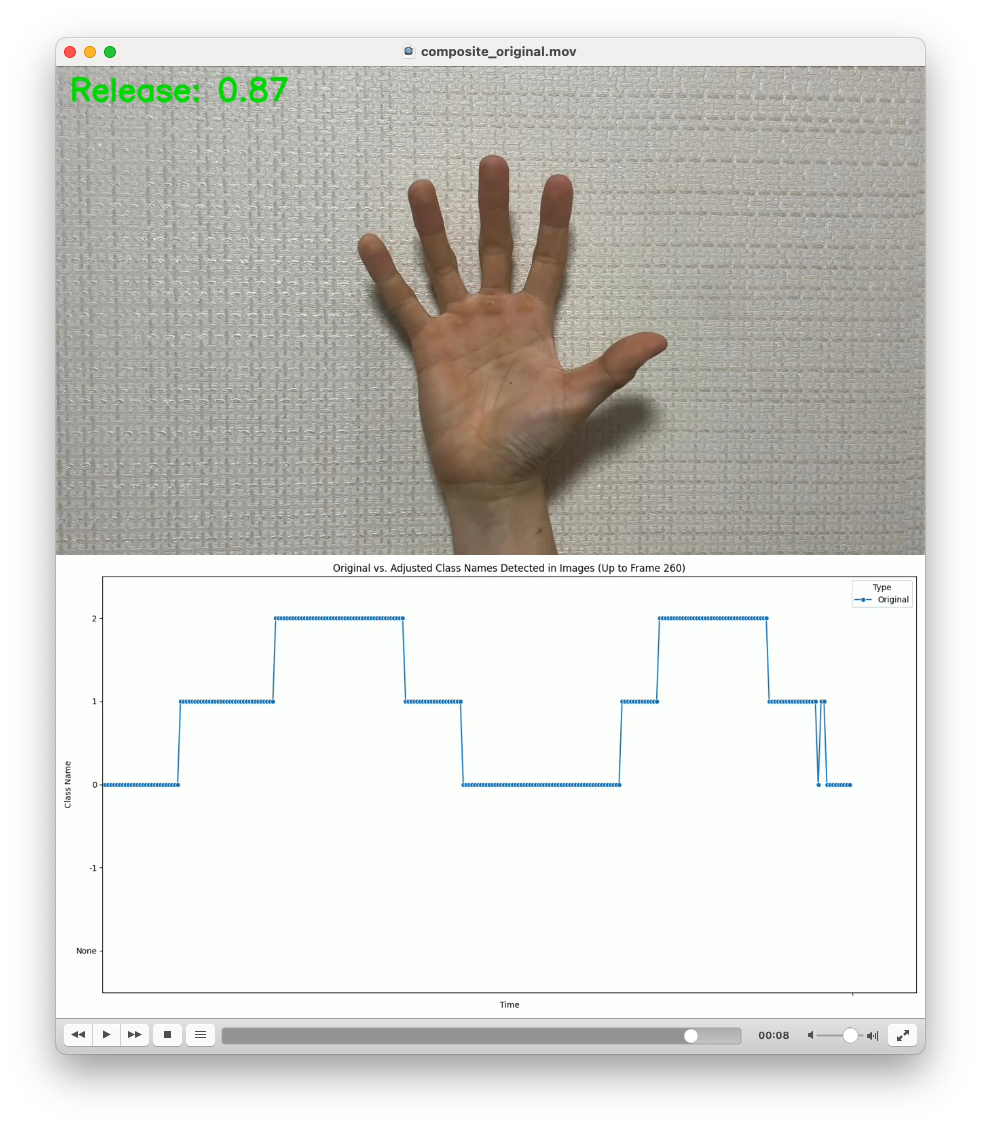 composite_original.mov
Release: 0.87
Original vs. Adjusted Class Names Detected in Images (Up to Frame 260)
Type
Original
2
1
0
-1
None
Class Name
Time
00:08